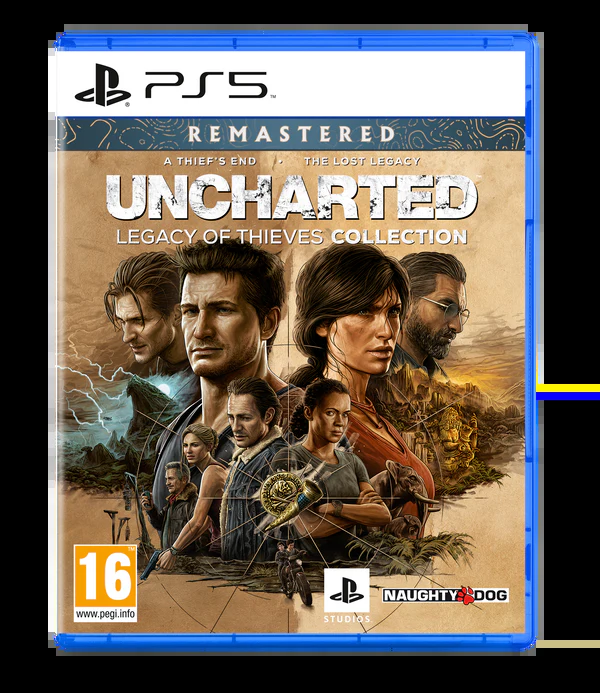 PS5
REMASTERED
A THIEF'S END • THE LOST LEGACY
UNCHARTED
LEGACY OF THIEVES COLLECTION
16
www.pegi.info
STUDIOS
NAUGHTY DOG